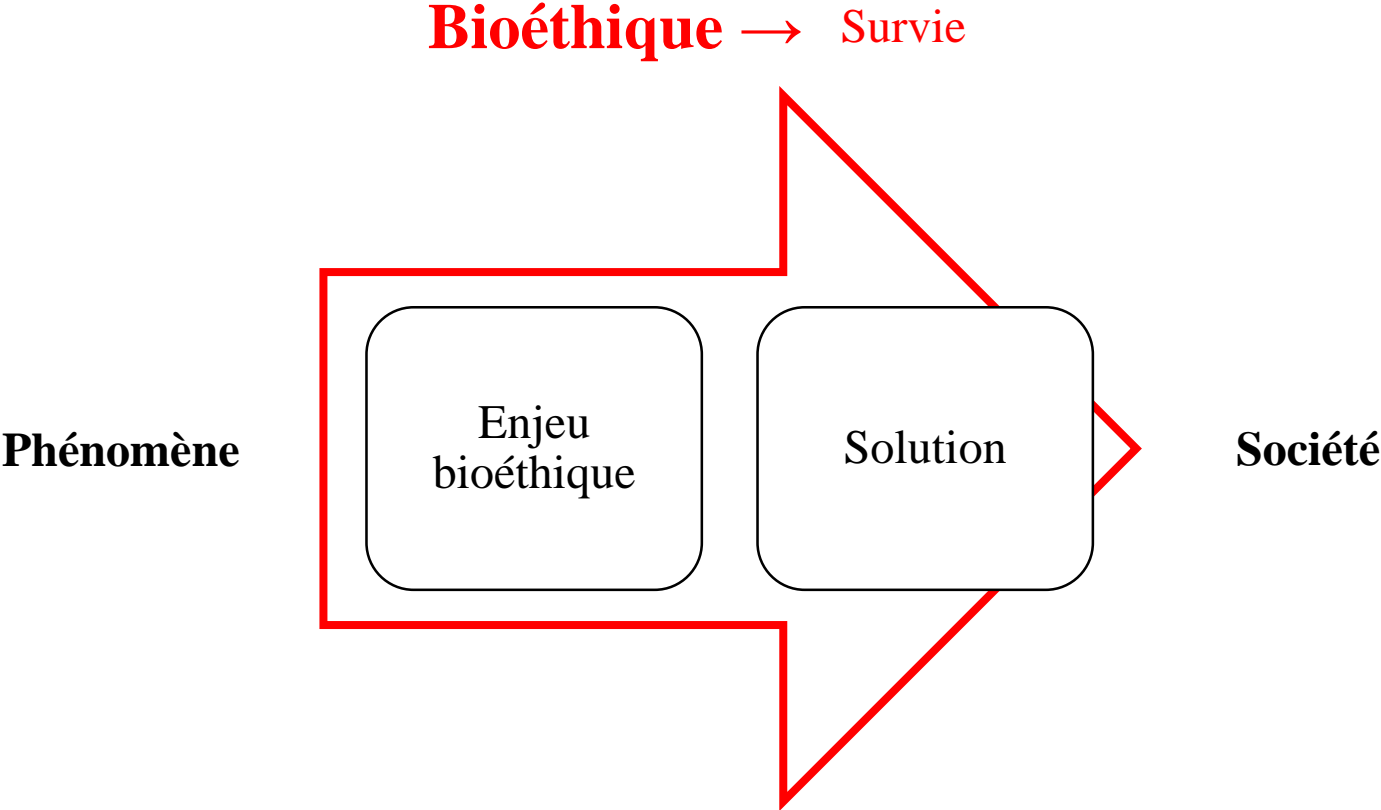 Bioéthique → Survie
Enjeu
bioéthique
Solution
Phénomène
Société